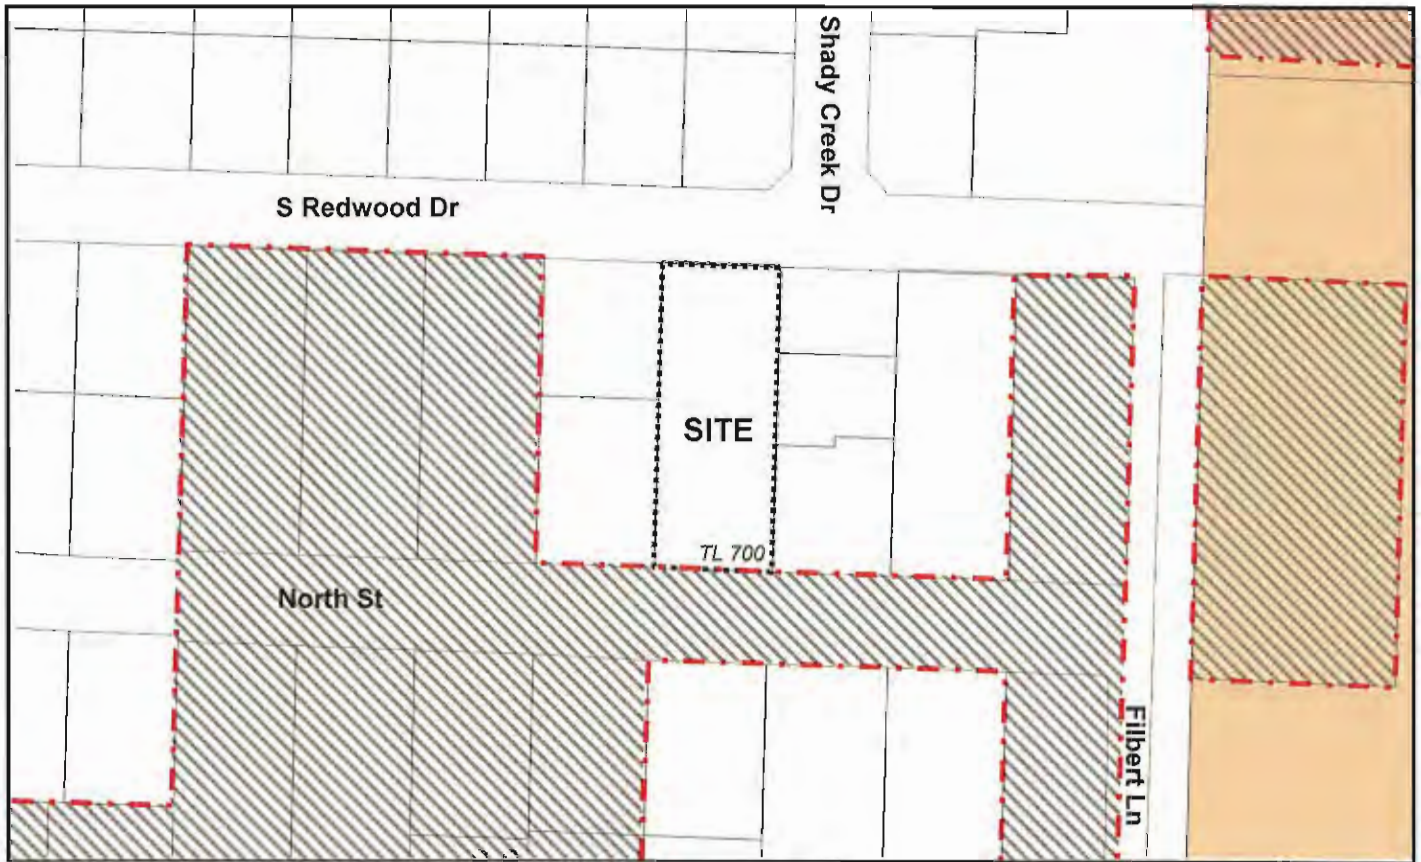 Shady Creek Dr
S Redwood Dr
SITE
TL 700
North St
Filbert Ln